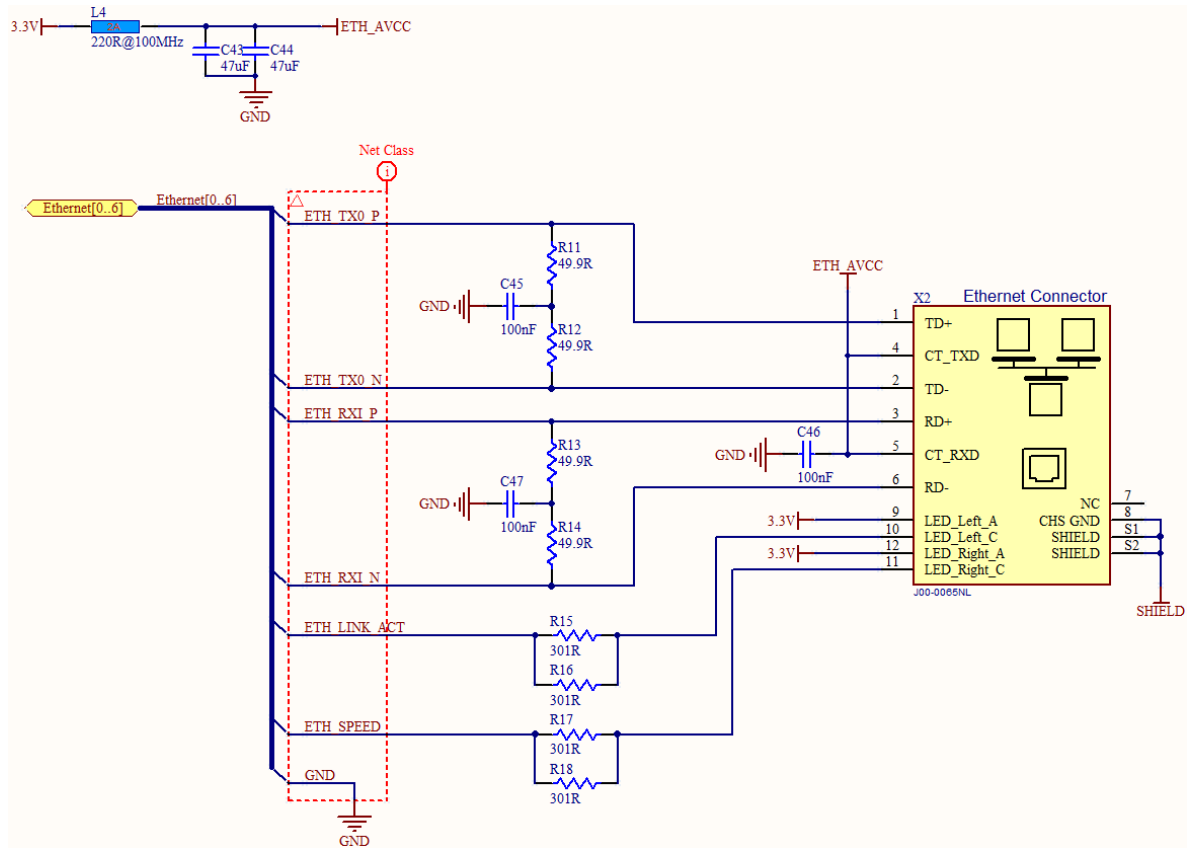 L4
3.3V
2A
ETH_AVCC
220R@100MHz
C43
47uF
C44
47uF
GND
Net Class
i
Ethernet[0..6]
Ethernet[0..6]
ETH_TX0_P
R11
49.9R
C45
GND
100nF
R12
49.9R
ETH_TX0_N
ETH_RXI_P
R13
49.9R
C47
GND
100nF
R14
49.9R
ETH_RXI_N
ETH_LINK_ACT
R15
301R
R16
301R
ETH_SPEED
R17
301R
R18
301R
GND
GND
ETH_AVCC
X2
Ethernet Connector
1
TD+
4
CT_TXD
2
TD-
3
RD+
C46
GND
100nF
5
CT_RXD
6
RD-
3.3V
9
LED_Left_A
10
LED_Left_C
3.3V
12
LED_Right_A
11
LED_Right_C
NC
7
CHS GND
8
SHIELD
S1
SHIELD
S2
J00-0065NL
SHIELD